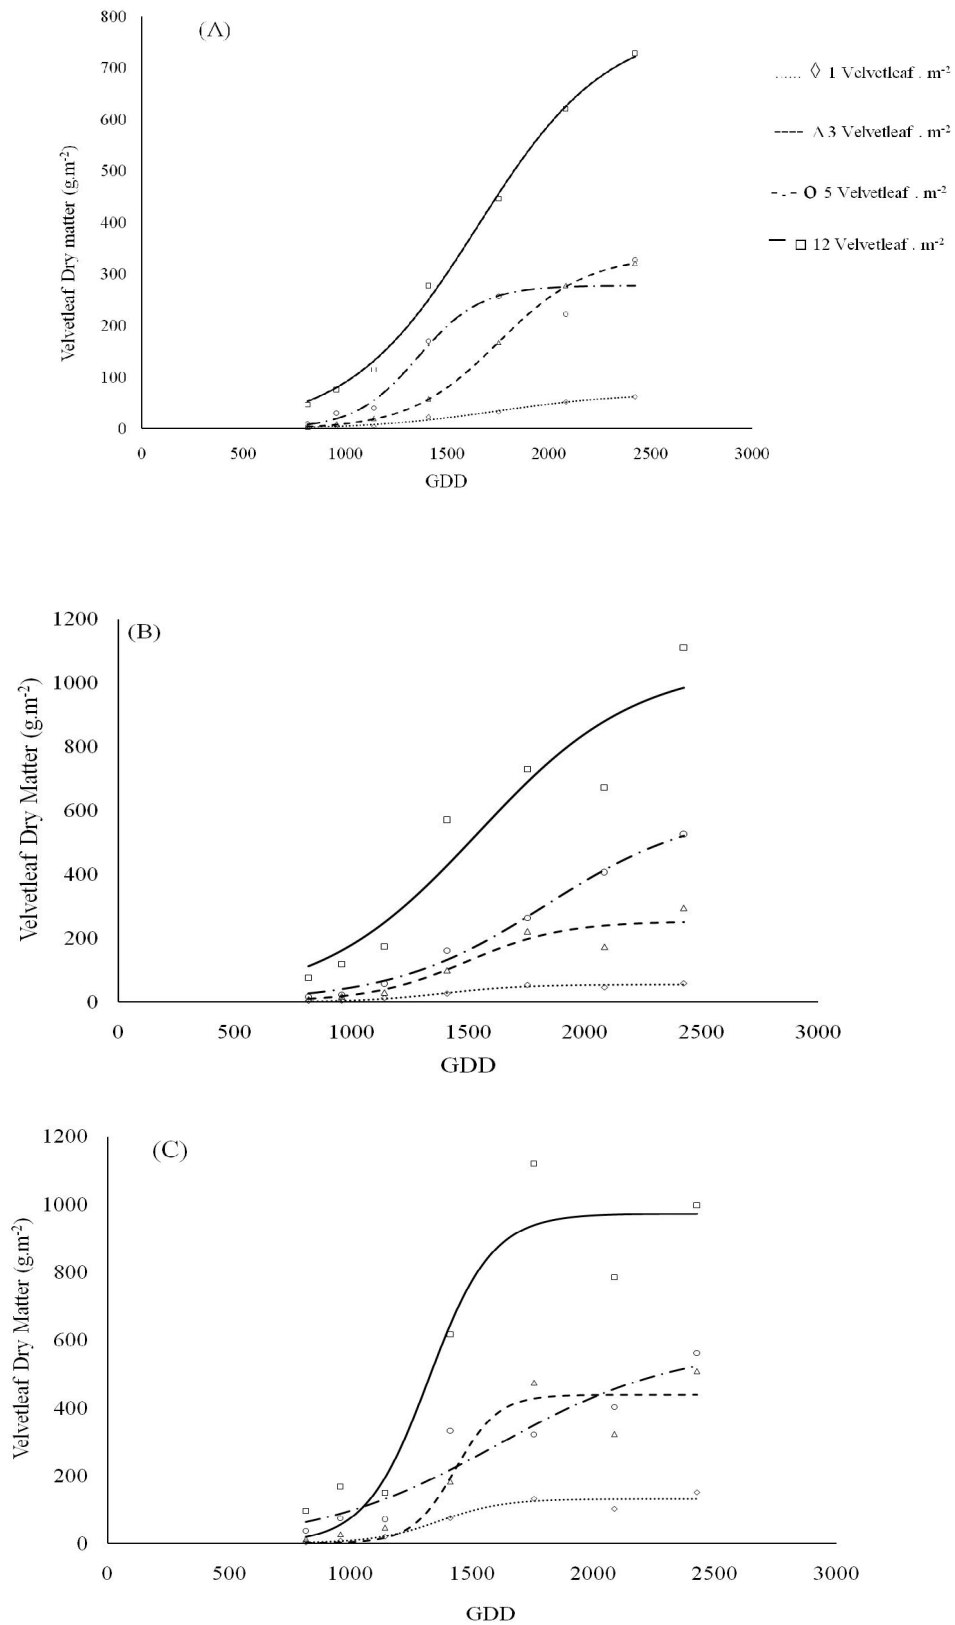 (A)
800
700
600
500
400
300
200
100
0
Velvetleaf Dry matter (g.m⁻²)
0 500 1000 1500 2000 2500 3000
GDD
◊ 1 Velvetleaf . m⁻²
Δ 3 Velvetleaf . m⁻²
O 5 Velvetleaf . m⁻²
□ 12 Velvetleaf . m⁻²
(B)
1200
1000
800
600
400
200
0
Velvetleaf Dry Matter (g.m⁻²)
0 500 1000 1500 2000 2500 3000
GDD
(C)
1200
1000
800
600
400
200
0
Velvetleaf Dry Matter (g.m⁻²)
0 500 1000 1500 2000 2500 3000
GDD